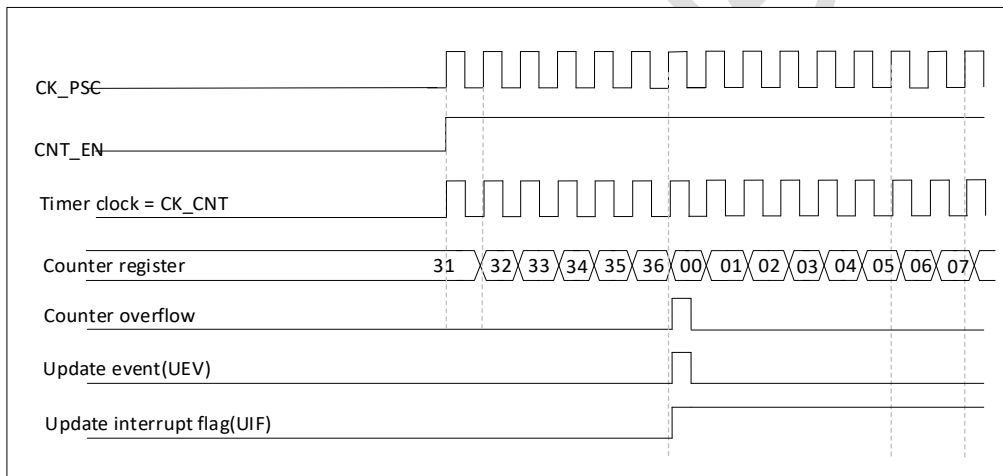 CK_PSC
CNT_EN
Timer clock = CK_CNT
Counter register 31 32 33 34 35 36 00 01 02 03 04 05 06 07
Counter overflow
Update event(UEV)
Update interrupt flag(UIF)